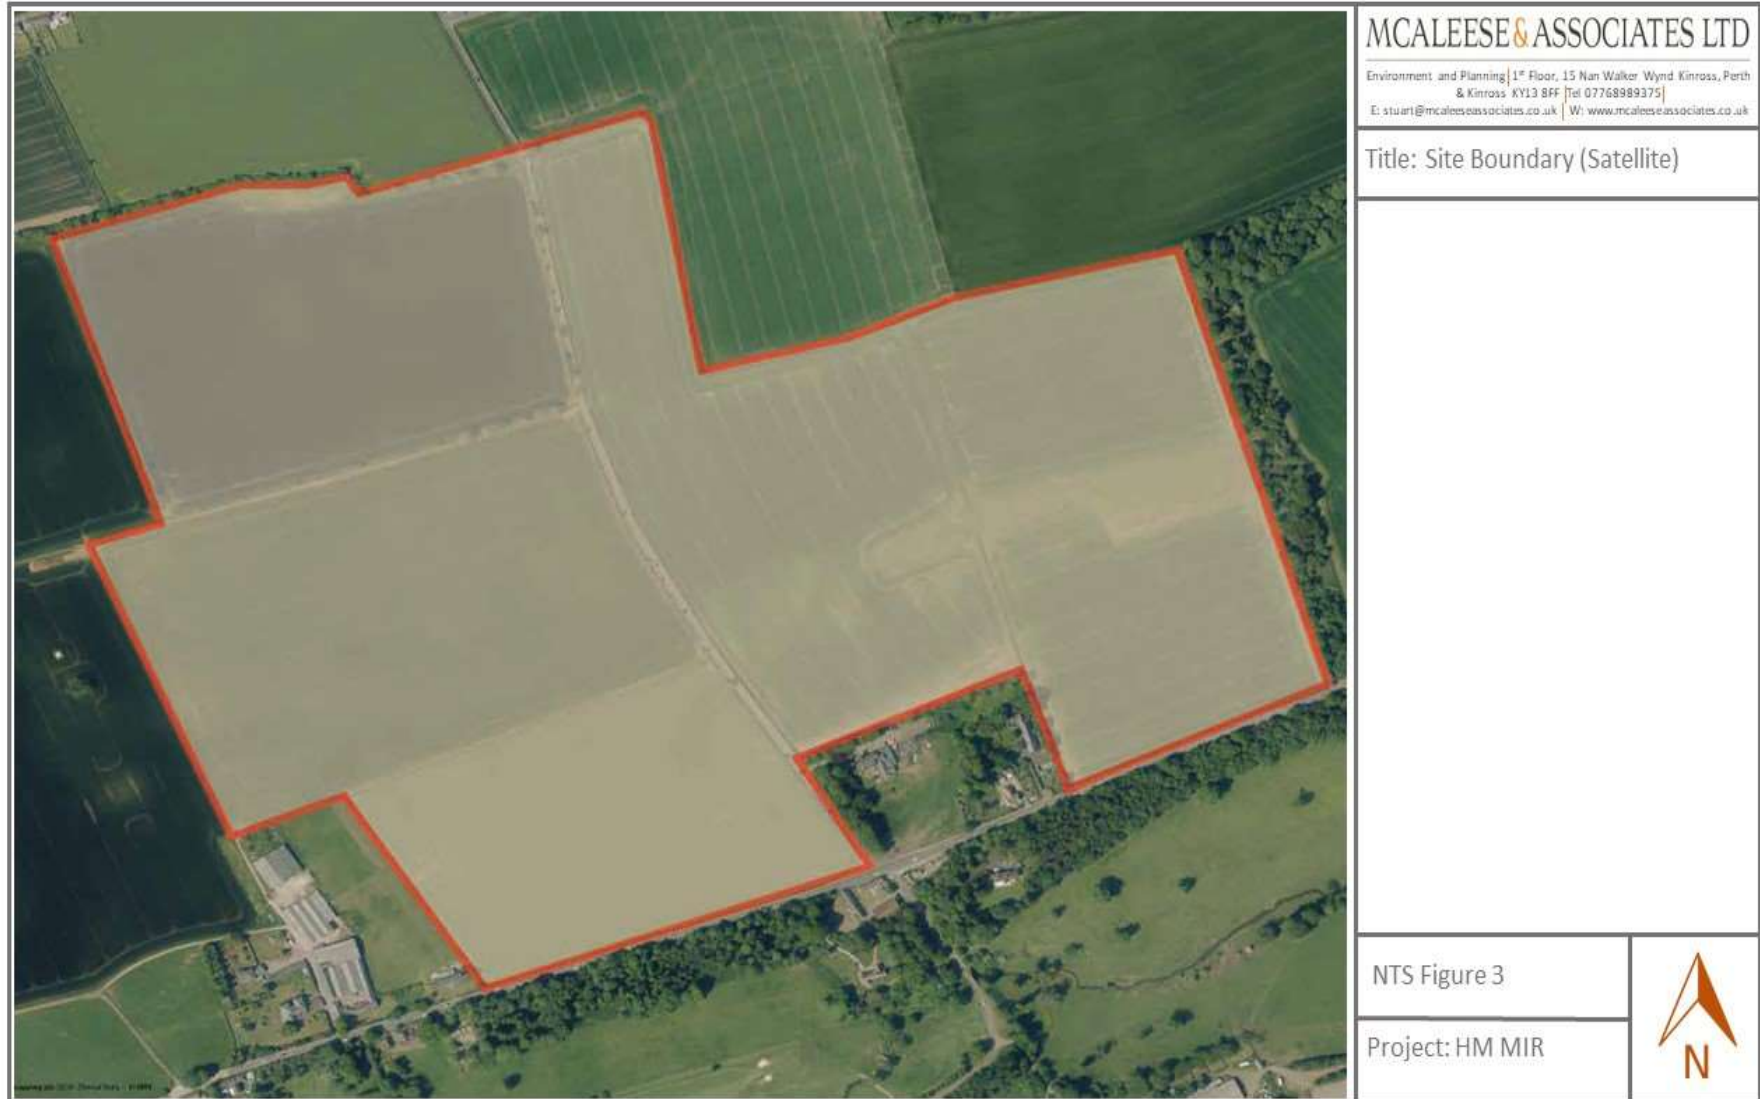 MCALEESE & ASSOCIATES LTD
Environment and Planning| 1st Floor, 15 Nan Walker Wynd Kinross, Perth
& Kinross KY13 8FF |Tel 07768989375|
E: stuart@mcaleeseassociates.co.uk | W: www.mcaleeseassociates.co.uk
Title: Site Boundary (Satellite)
NTS Figure 3
Project: HM MIR
N